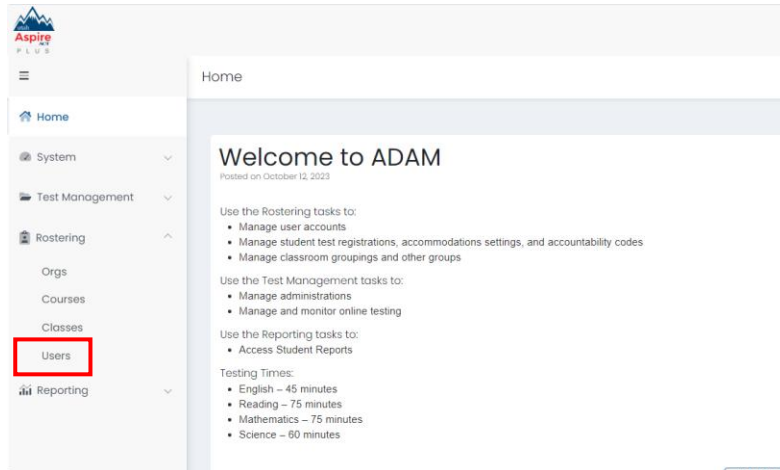 Utah
Aspire
ACT
PLUS
Home
Home
System
Test Management
Rostering
Orgs
Courses
Classes
Users
Reporting
Welcome to ADAM
Posted on October 12, 2023
Use the Rostering tasks to:
• Manage user accounts
• Manage student test registrations, accommodations settings, and accountability codes
• Manage classroom groupings and other groups
Use the Test Management tasks to:
• Manage administrations
• Manage and monitor online testing
Use the Reporting tasks to:
• Access Student Reports
Testing Times:
• English – 45 minutes
• Reading – 75 minutes
• Mathematics – 75 minutes
• Science – 60 minutes